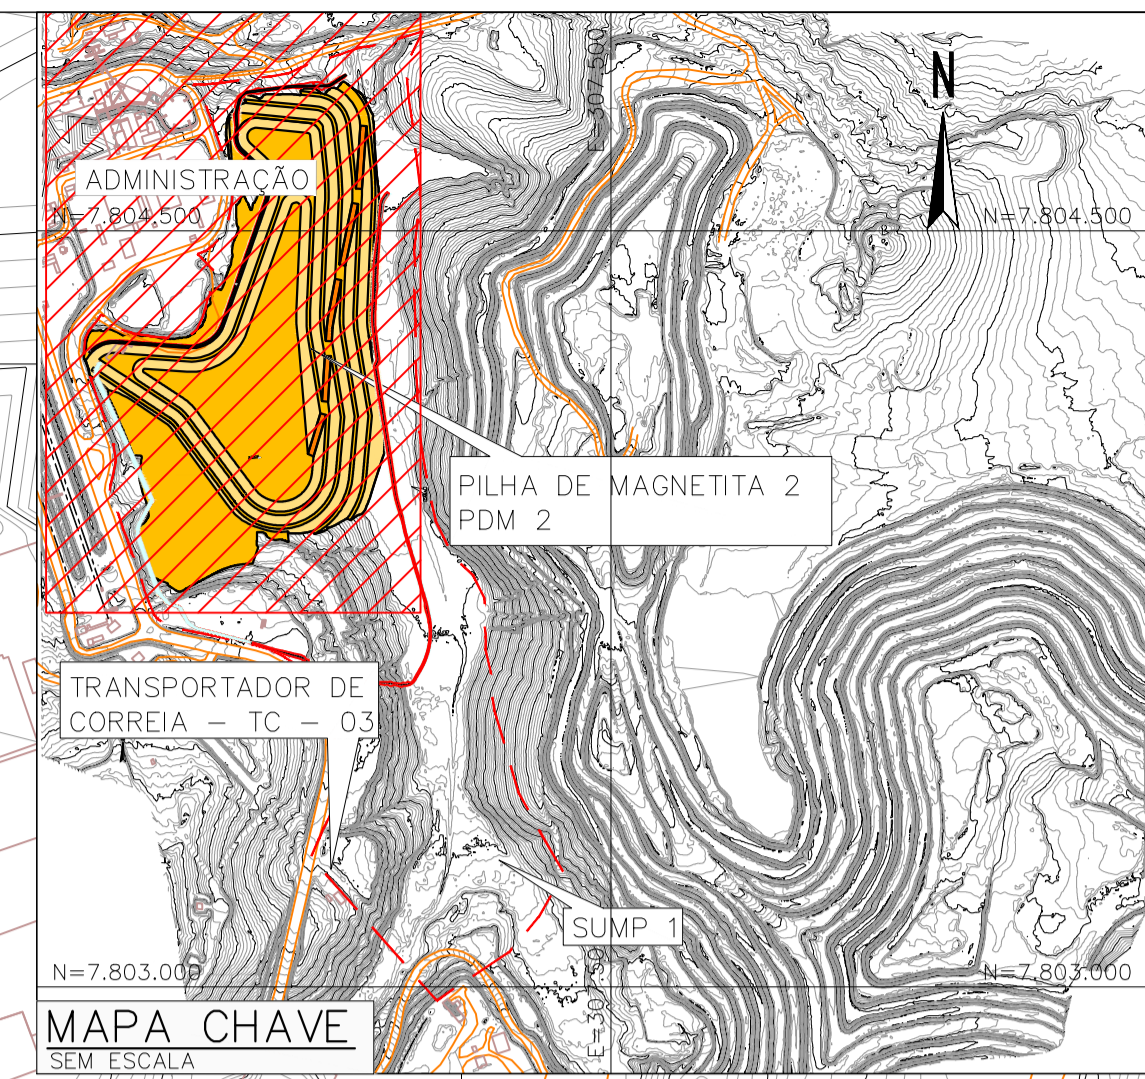 E=307.500
N
ADMINISTRAÇÃO
N=7.804.500
N=7.804.500
PILHA DE MAGNETITA 2
PDM 2
TRANSPORTADOR DE
CORREIA – TC – 03
SUMP 1
N=7.803.000
N=7.803.000
MAPA CHAVE
SEM ESCALA